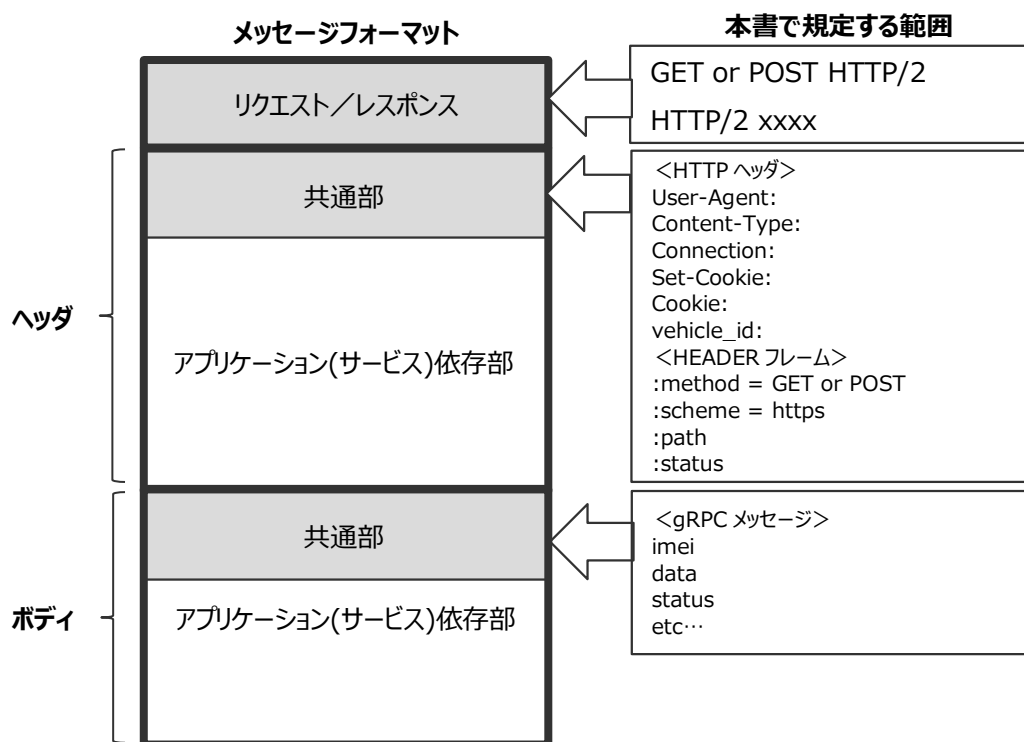 メッセージフォーマット
本書で規定する範囲
リクエスト／レスポンス
GET or POST HTTP/2
HTTP/2 xxxx
ヘッダ
共通部
アプリケーション(サービス)依存部
＜HTTP ヘッダ＞
User-Agent:
Content-Type:
Connection:
Set-Cookie:
Cookie:
vehicle_id:
＜HEADER フレーム＞
:method = GET or POST
:scheme = https
:path
:status
ボディ
共通部
アプリケーション(サービス)依存部
＜gRPC メッセージ＞
imei
data
status
etc…